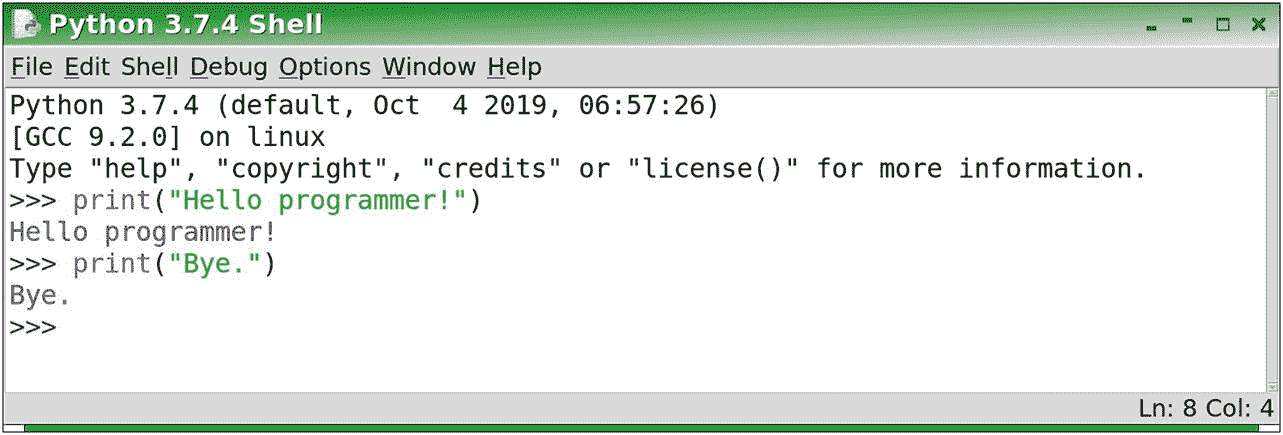 Python 3.7.4 Shell
File Edit Shell Debug Options Window Help
Python 3.7.4 (default, Oct  4 2019, 06:57:26)
[GCC 9.2.0] on linux
Type "help", "copyright", "credits" or "license()" for more information.
>>> print("Hello programmer!")
Hello programmer!
>>> print("Bye.")
Bye.
>>>
Ln: 8 Col: 4